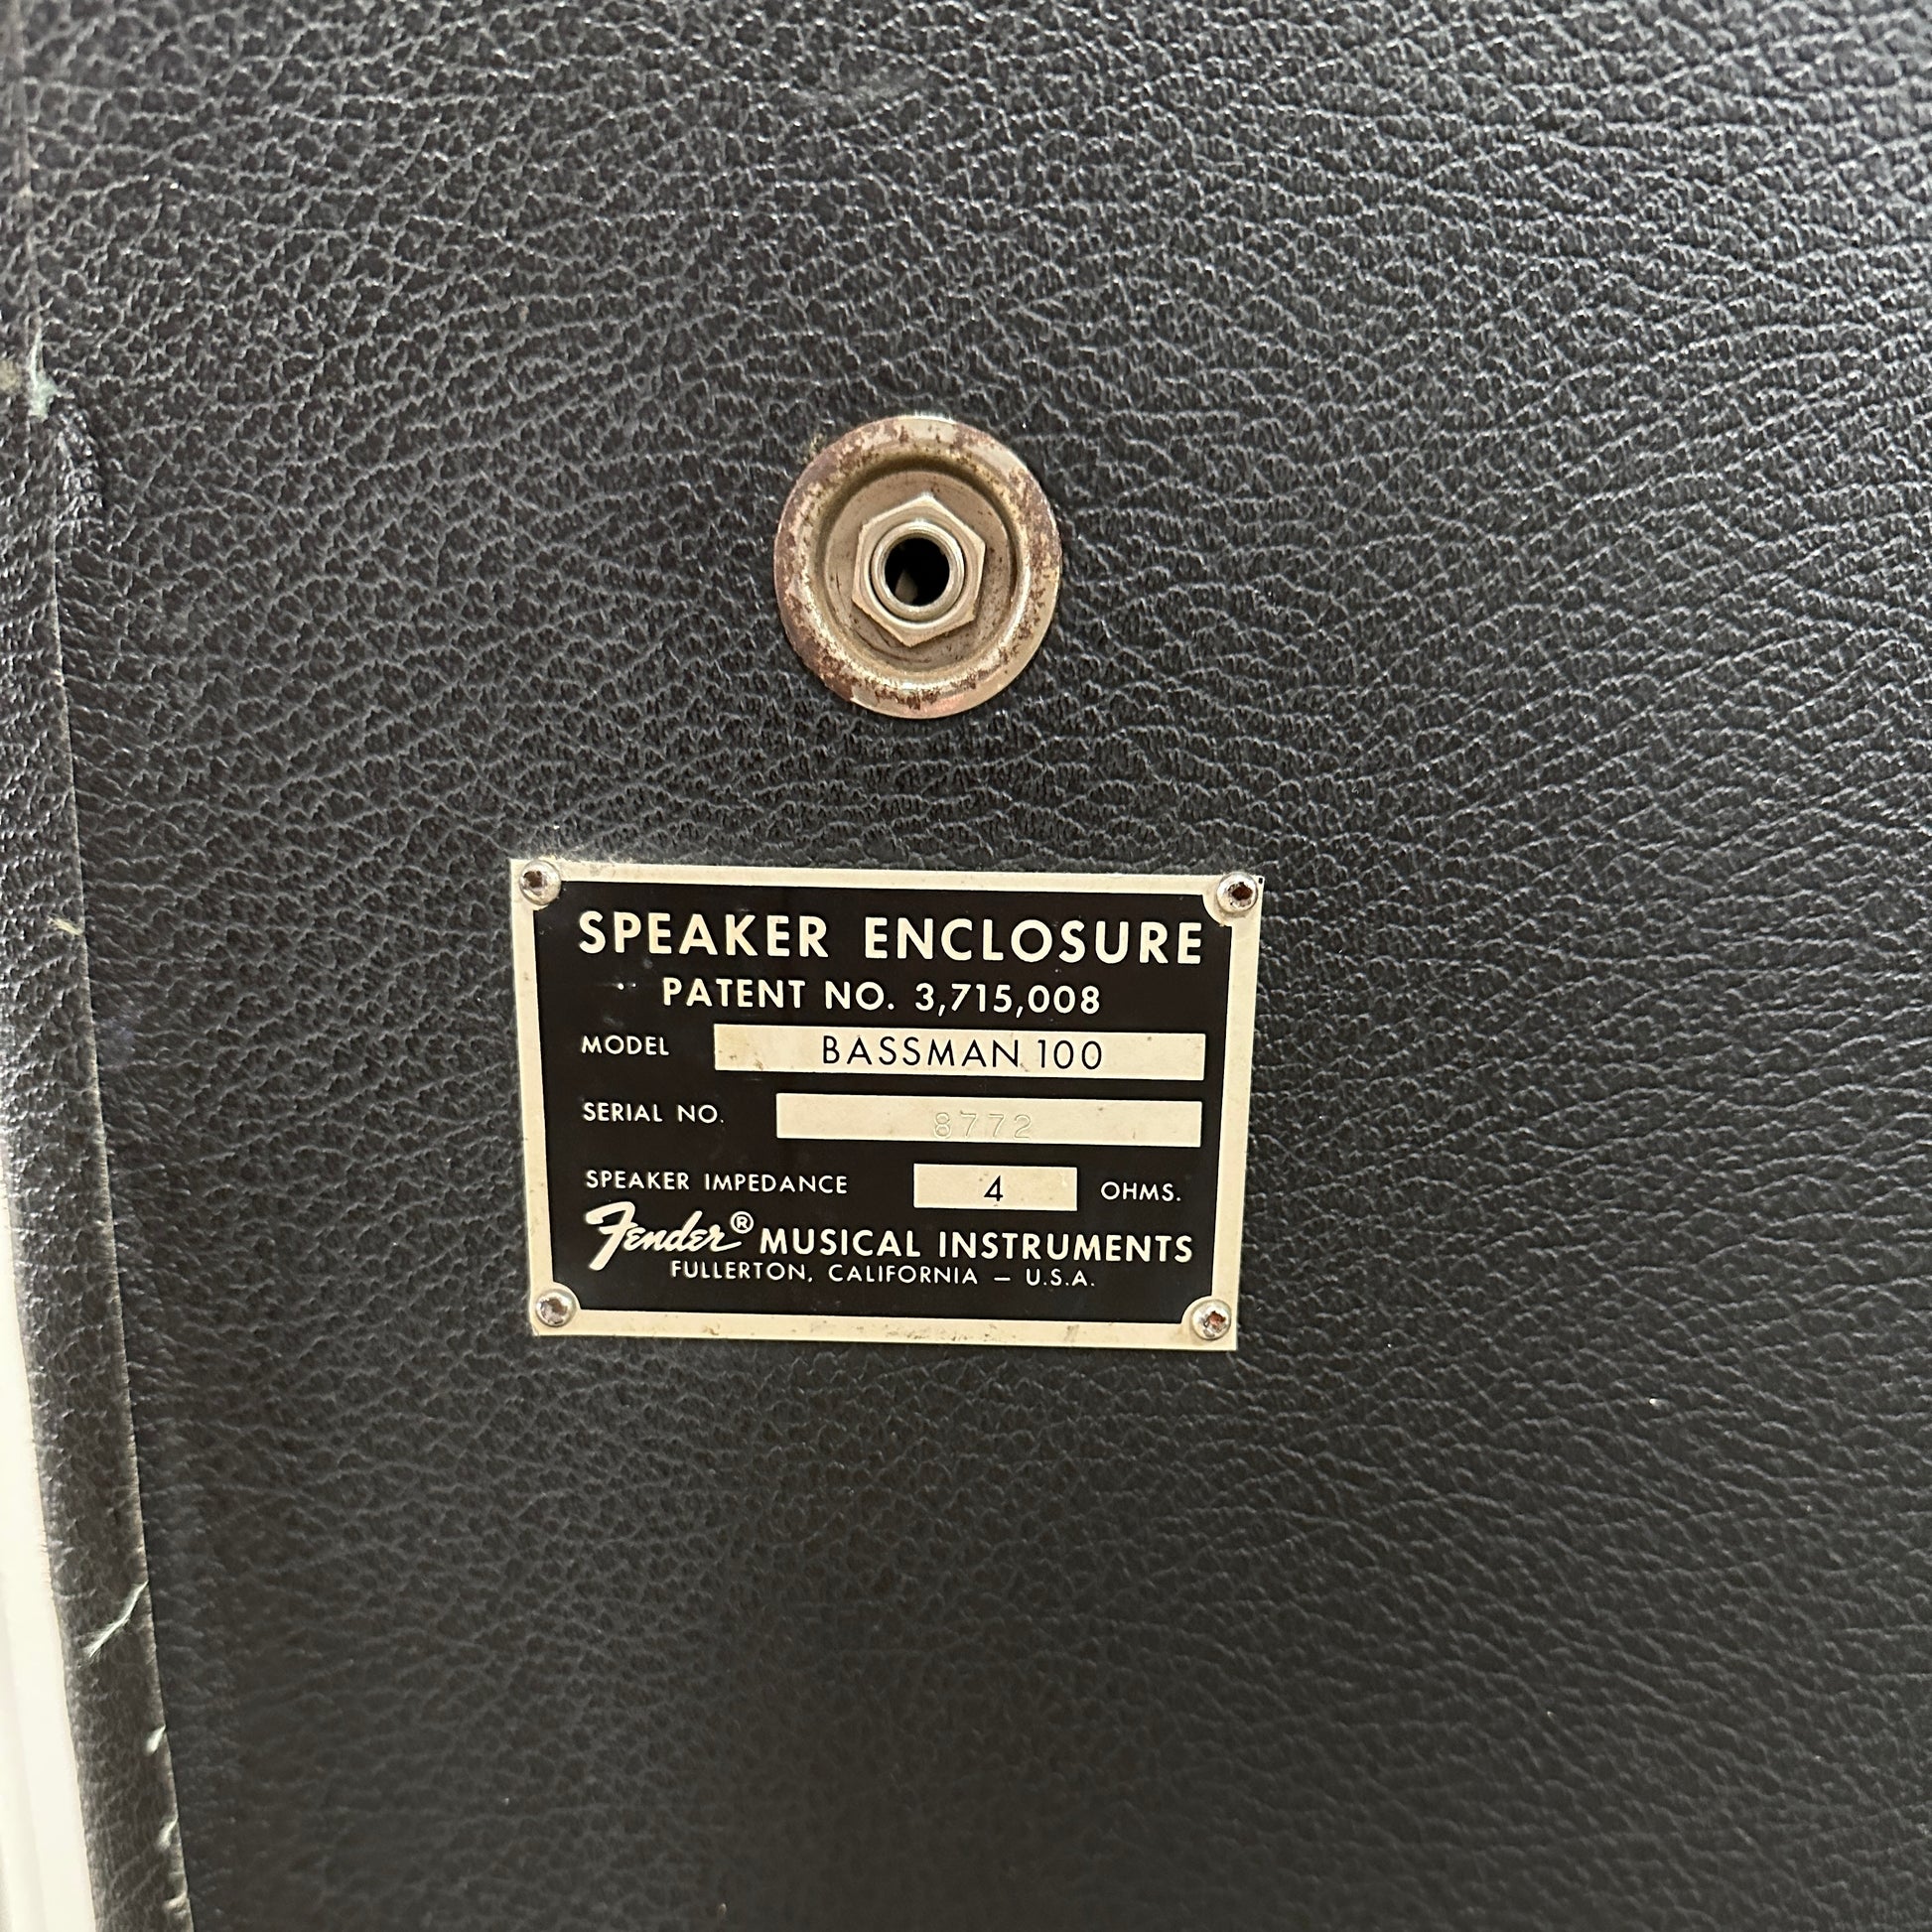 SPEAKER ENCLOSURE
PATENT NO. 3,715,008
MODEL BASSMAN 100
SERIAL NO. 8772
SPEAKER IMPEDANCE 4 OHMS.
Fender® MUSICAL INSTRUMENTS
FULLERTON, CALIFORNIA — U.S.A.